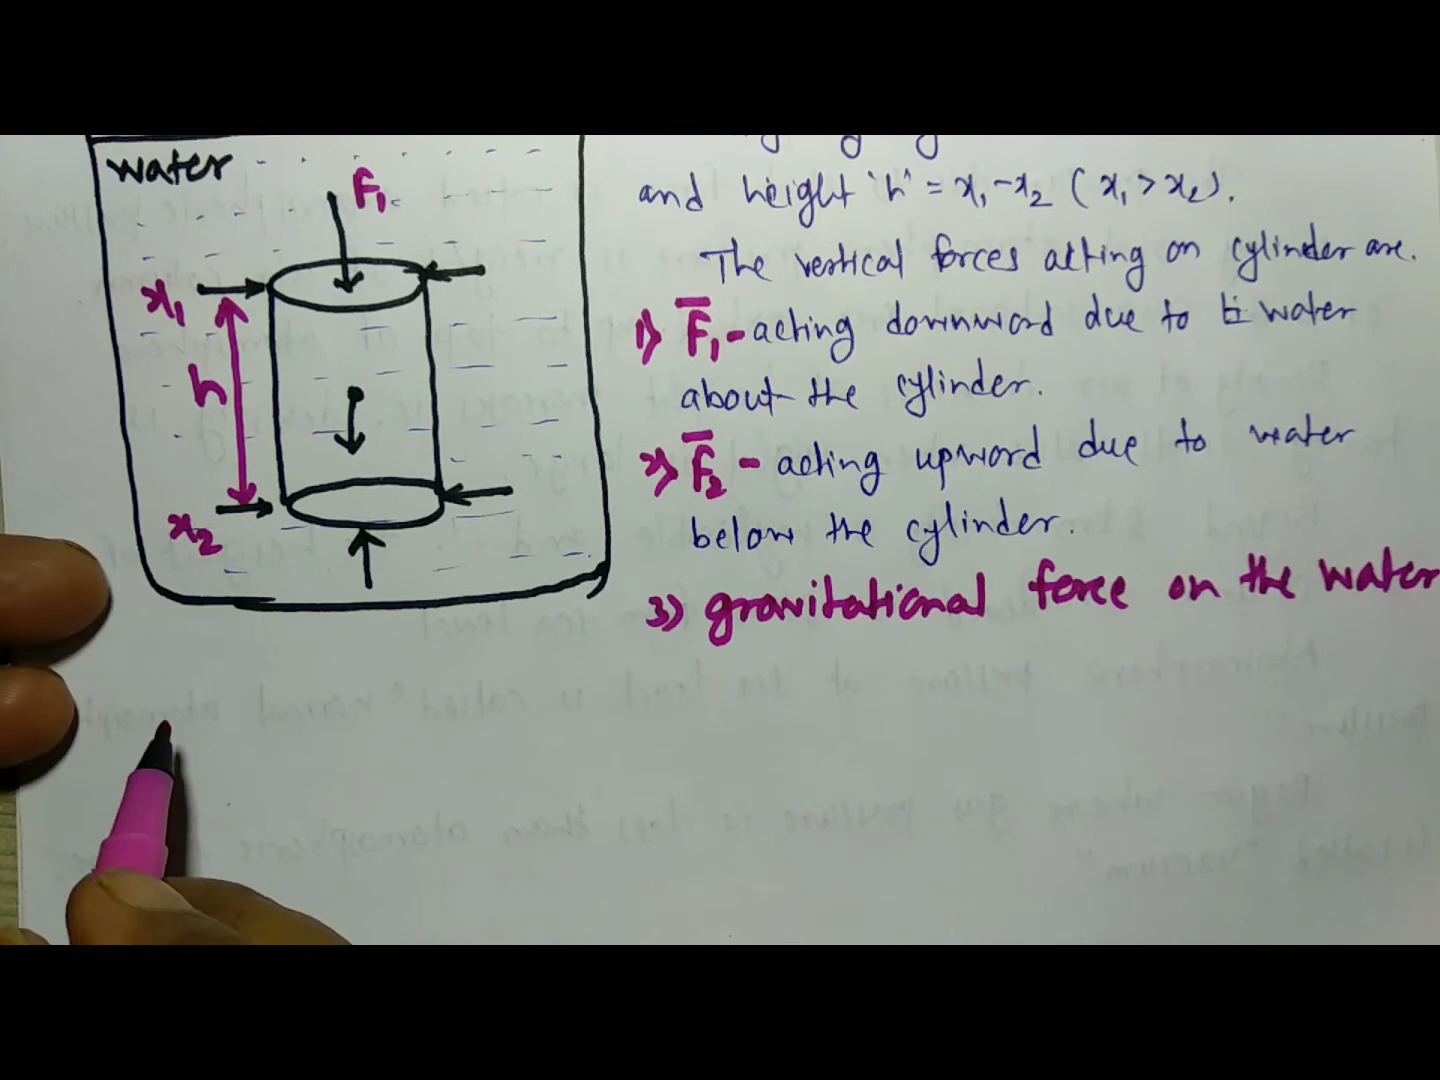 water
F₁
x₁
h
x₂
and height 'h' = x₁-x₂ (x₁>x₂).
The vertical forces acting on cylinder are.
1) F̅₁ - acting downward due to water
about the cylinder.
2) F̅₂ - acting upward due to water
below the cylinder.
3) gravitational force on the water